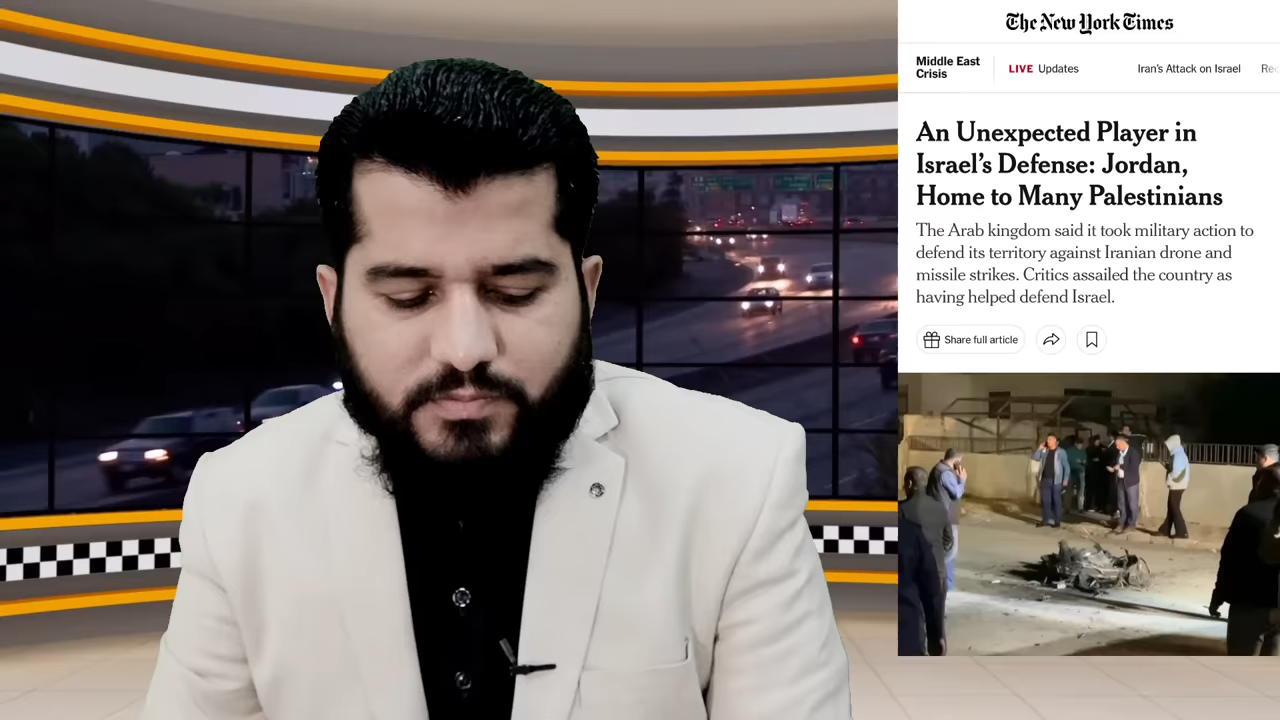 The New York Times
Middle East
Crisis
LIVE Updates
Iran's Attack on Israel
An Unexpected Player in
Israel's Defense: Jordan,
Home to Many Palestinians
The Arab kingdom said it took military action to
defend its territory against Iranian drone and
missile strikes. Critics assailed the country as
having helped defend Israel.
Share full article